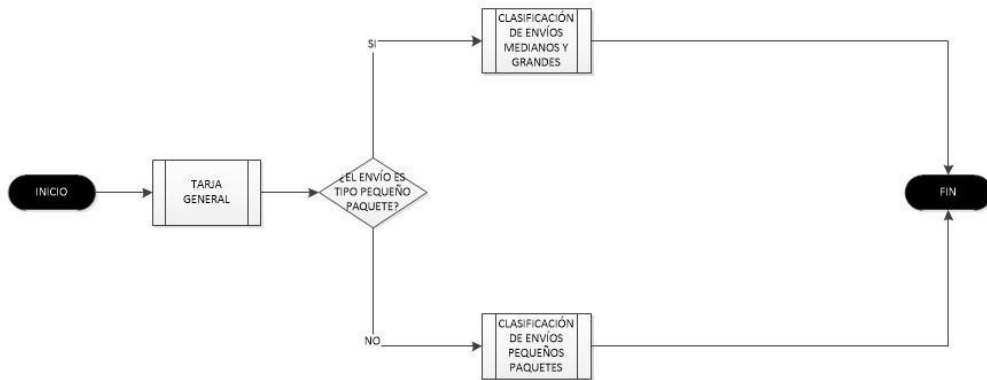 CLASIFICACIÓN
DE ENVÍOS
MEDIANOS Y
GRANDES
SI
INICIO
TARJA
GENERAL
¿EL ENVÍO ES
TIPO PEQUEÑO
PAQUETE?
FIN
NO
CLASIFICACIÓN
DE ENVÍOS
PEQUEÑOS
PAQUETES